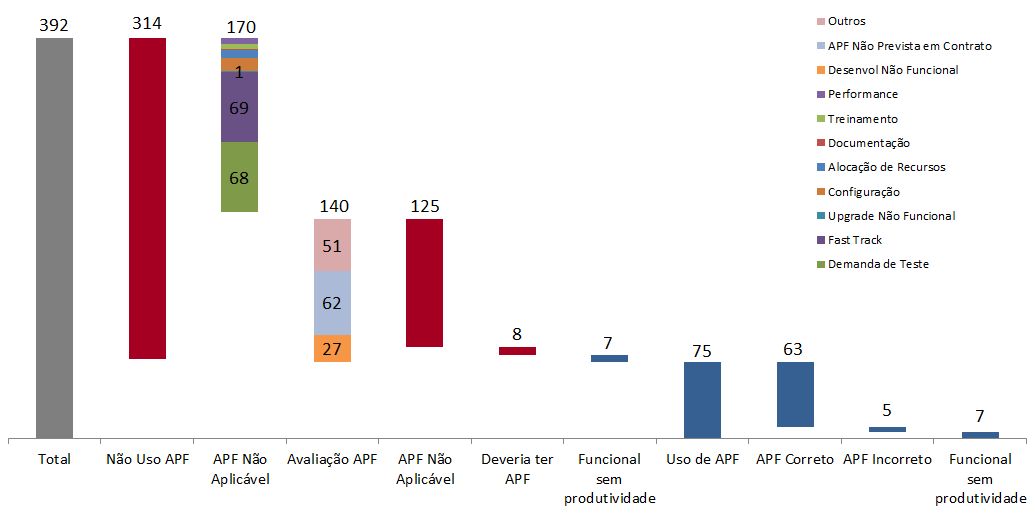 392
314
170
1
69
68
140
51
62
27
125
8
7
75
63
5
7
Outros
APF Não Prevista em Contrato
Desenvol Não Funcional
Performance
Treinamento
Documentação
Alocação de Recursos
Configuração
Upgrade Não Funcional
Fast Track
Demanda de Teste
Total
Não Uso APF
APF Não
Aplicável
Avaliação APF
APF Não
Aplicável
Deveria ter
APF
Funcional
sem
produtividade
Uso de APF
APF Correto
APF Incorreto
Funcional
sem
produtividade